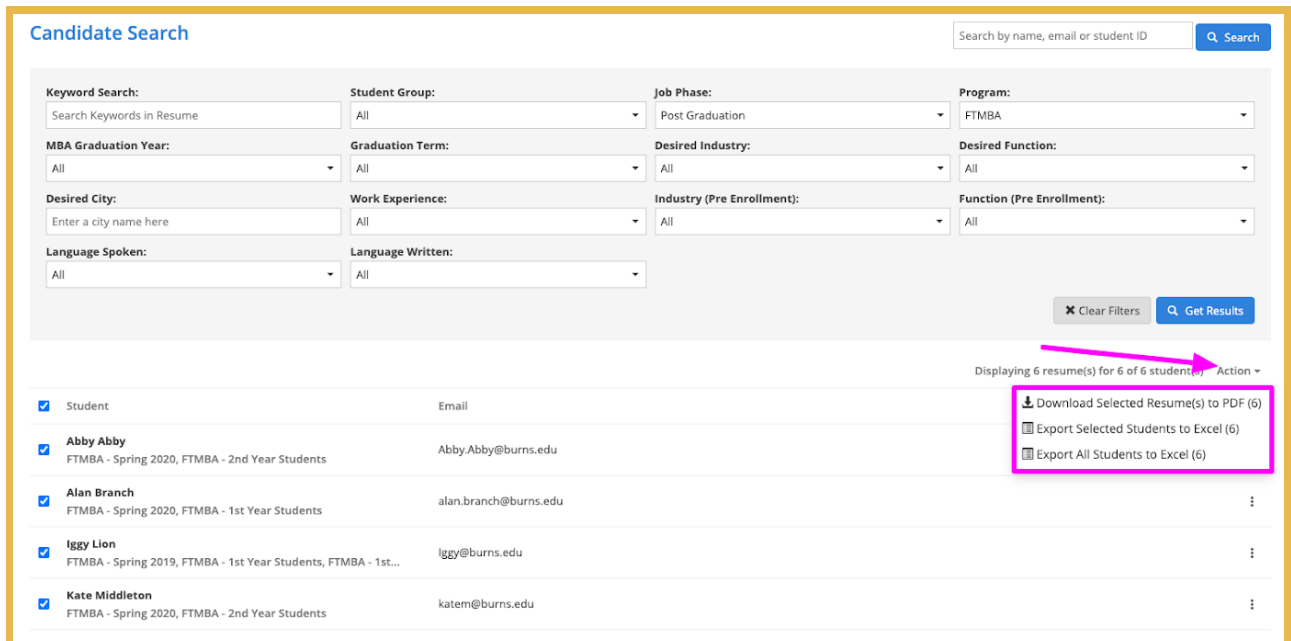 Candidate Search
Search by name, email or student ID
Search
Keyword Search: Student Group: Job Phase: Program:
Search Keywords in Resume All Post Graduation FTMBA
MBA Graduation Year: Graduation Term: Desired Industry: Desired Function:
All All All All
Desired City: Work Experience: Industry (Pre Enrollment): Function (Pre Enrollment):
Enter a city name here All All All
Language Spoken: Language Written:
All All
Clear Filters Get Results
Displaying 6 resume(s) for 6 of 6 student(s) Action
Download Selected Resume(s) to PDF (6)
Export Selected Students to Excel (6)
Export All Students to Excel (6)
Student Email
Abby Abby
FTMBA - Spring 2020, FTMBA - 2nd Year Students
Abby.Abby@burns.edu
Alan Branch
FTMBA - Spring 2020, FTMBA - 1st Year Students
alan.branch@burns.edu
Iggy Lion
FTMBA - Spring 2019, FTMBA - 1st Year Students, FTMBA - 1st...
Iggy@burns.edu
Kate Middleton
FTMBA - Spring 2020, FTMBA - 2nd Year Students
katem@burns.edu